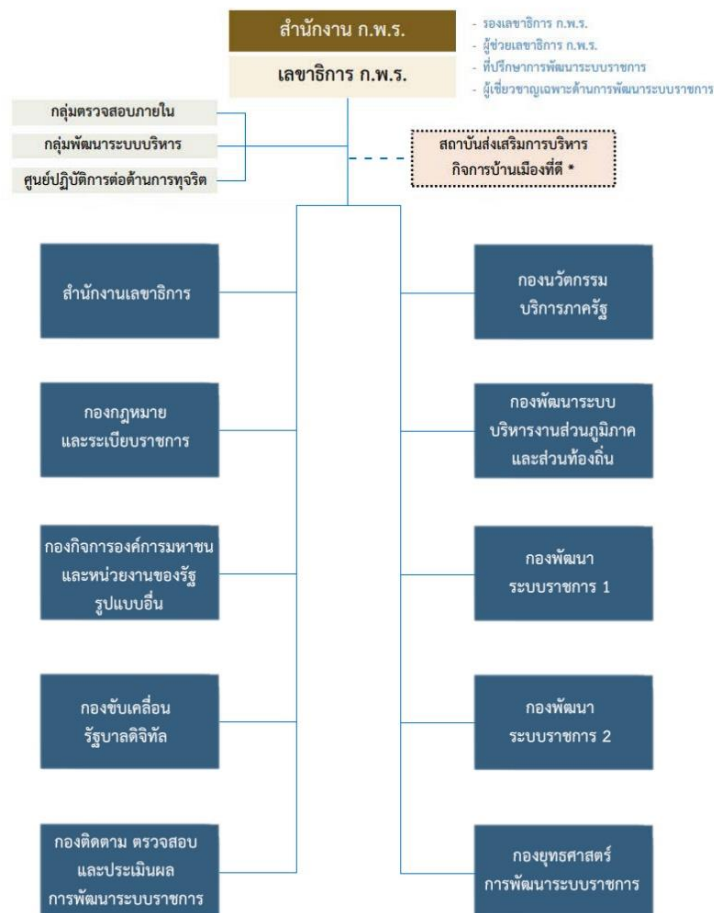 สำนักงาน ก.พ.ร.
เลขาธิการ ก.พ.ร.
- รองเลขาธิการ ก.พ.ร.
- ผู้ช่วยเลขาธิการ ก.พ.ร.
- ที่ปรึกษาการพัฒนาระบบราชการ
- ผู้เชี่ยวชาญเฉพาะด้านการพัฒนาระบบราชการ
กลุ่มตรวจสอบภายใน
กลุ่มพัฒนาระบบบริหาร
ศูนย์ปฏิบัติการต่อต้านการทุจริต
สถาบันส่งเสริมการบริหาร
กิจการบ้านเมืองที่ดี *
สำนักงานเลขาธิการ
กองนวัตกรรม
บริการภาครัฐ
กองกฎหมาย
และระเบียบราชการ
กองพัฒนาระบบ
บริหารงานส่วนภูมิภาค
และส่วนท้องถิ่น
กองกิจการองค์การมหาชน
และหน่วยงานของรัฐ
รูปแบบอื่น
กองพัฒนา
ระบบราชการ 1
กองขับเคลื่อน
รัฐบาลดิจิทัล
กองพัฒนา
ระบบราชการ 2
กองติดตาม ตรวจสอบ
และประเมินผล
การพัฒนาระบบราชการ
กองยุทธศาสตร์
การพัฒนาระบบราชการ